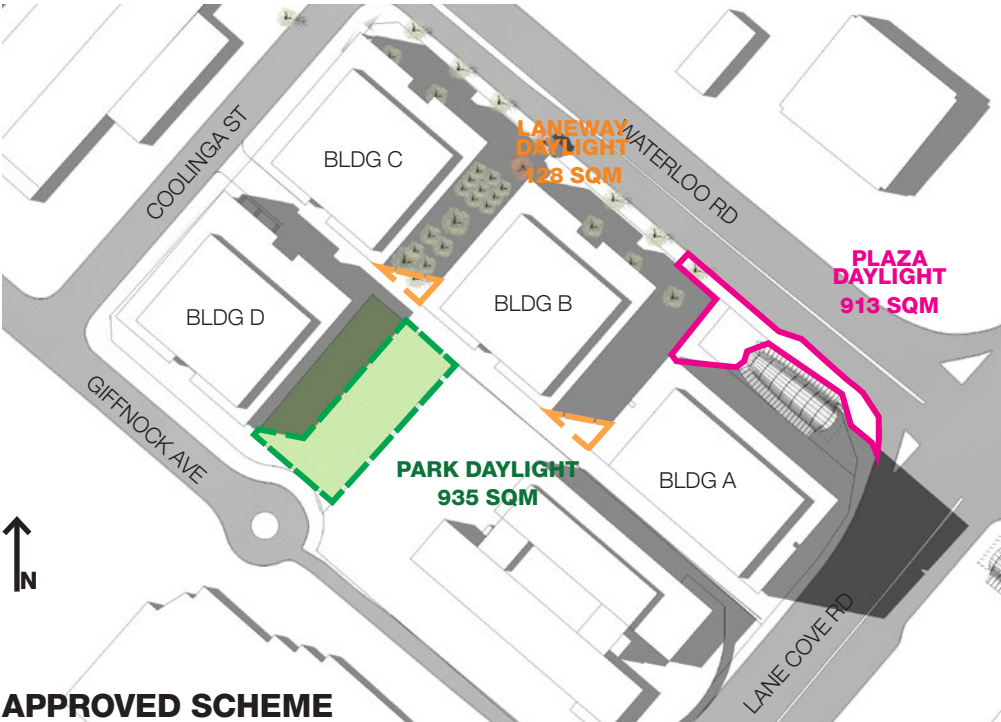 COOLINGA ST
BLDG C
LANEWAY
DAYLIGHT
128 SQM
WATERLOO RD
PLAZA
DAYLIGHT
913 SQM
BLDG D
BLDG B
GIFFNOCK AVE
PARK DAYLIGHT
935 SQM
BLDG A
N
LANE COVE RD
APPROVED SCHEME